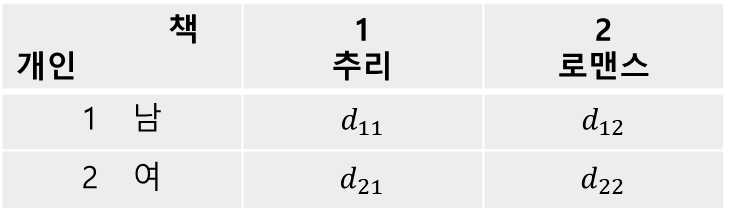 책 1 2
개인 추리 로맨스
1 남 d₁₁ d₁₂
2 여 d₂₁ d₂₂